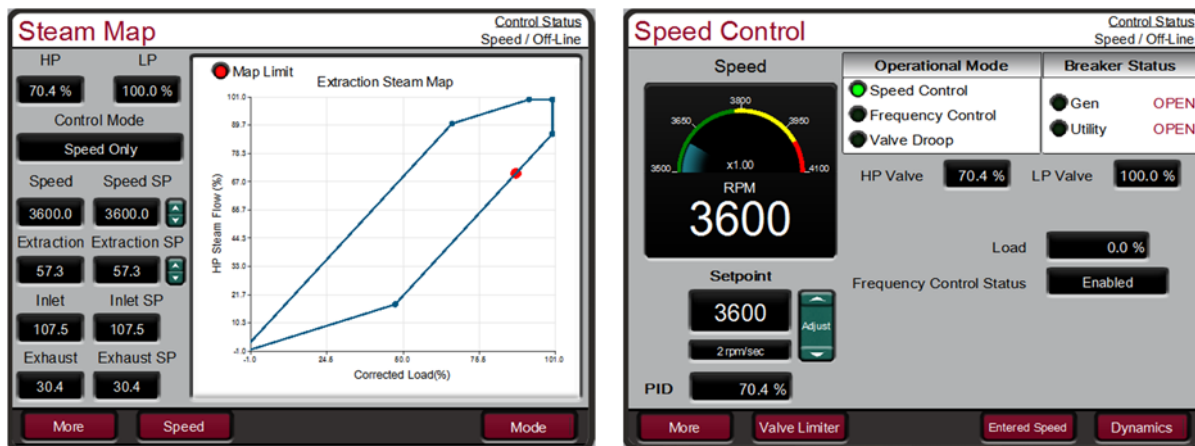 Steam Map
Control Status
Speed / Off-Line
HP LP
70.4 % 100.0 %
Control Mode
Speed Only
Speed Speed SP
3600.0 3600.0
Extraction Extraction SP
57.3 57.3
Inlet Inlet SP
107.5 107.5
Exhaust Exhaust SP
30.4 30.4
Map Limit
Extraction Steam Map
HP Steam Flow (%)
101.0
89.7
78.3
67.0
55.7
44.3
33.0
21.7
10.3
-1.0
-1.0 24.5 50.0 75.5 101.0
Corrected Load(%)
More Speed Mode
Speed Control
Control Status
Speed / Off-Line
Speed
3500 3650 3800 3950 4100
x1.00
RPM
3600
Setpoint
3600
Adjust
2 rpm/sec
PID 70.4 %
Operational Mode
Speed Control
Frequency Control
Valve Droop
Breaker Status
Gen OPEN
Utility OPEN
HP Valve 70.4 % LP Valve 100.0 %
Load 0.0 %
Frequency Control Status Enabled
More Valve Limiter Entered Speed Dynamics